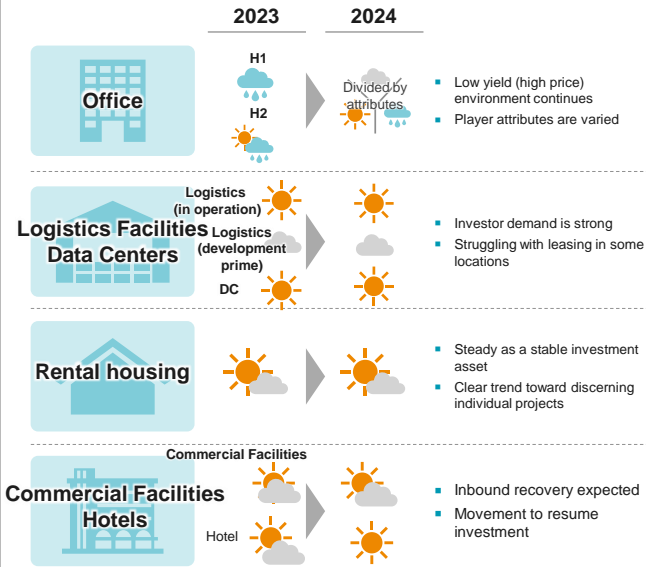 2023
2024
Office
H1
H2
Divided by
attributes
Low yield (high price)
environment continues
Player attributes are varied
Logistics Facilities
Data Centers
Logistics
(in operation)
Logistics
(development
prime)
DC
Investor demand is strong
Struggling with leasing in some
locations
Rental housing
Steady as a stable investment
asset
Clear trend toward discerning
individual projects
Commercial Facilities
Hotels
Commercial Facilities
Hotel
Inbound recovery expected
Movement to resume
investment